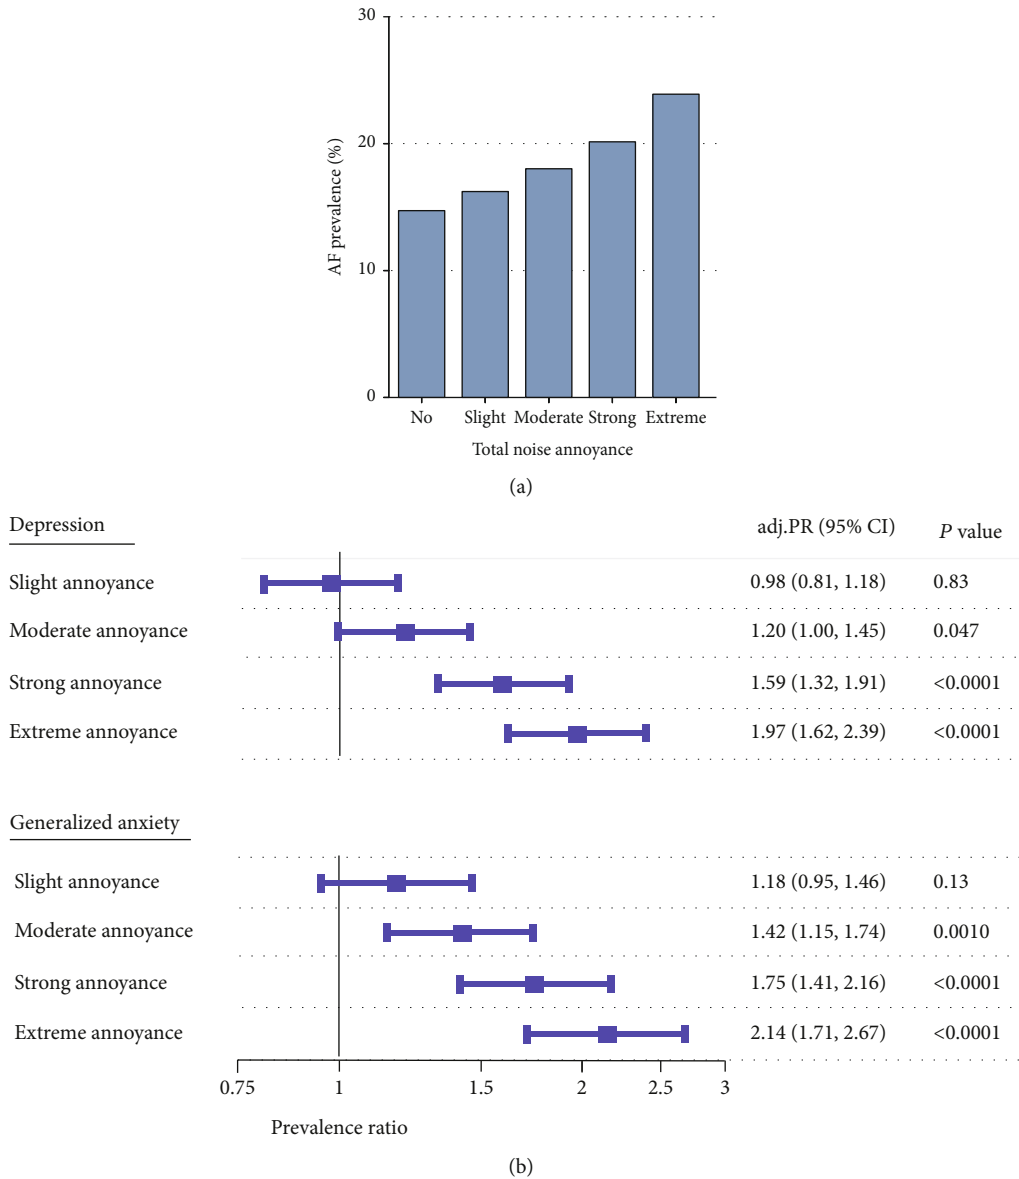 30
20
10
0
AF prevalence (%)
No Slight Moderate Strong Extreme
Total noise annoyance
(a)
Depression adj.PR (95% CI) P value
Slight annoyance 0.98 (0.81, 1.18) 0.83
Moderate annoyance 1.20 (1.00, 1.45) 0.047
Strong annoyance 1.59 (1.32, 1.91) <0.0001
Extreme annoyance 1.97 (1.62, 2.39) <0.0001
Generalized anxiety
Slight annoyance 1.18 (0.95, 1.46) 0.13
Moderate annoyance 1.42 (1.15, 1.74) 0.0010
Strong annoyance 1.75 (1.41, 2.16) <0.0001
Extreme annoyance 2.14 (1.71, 2.67) <0.0001
0.75 1 1.5 2 2.5 3
Prevalence ratio
(b)